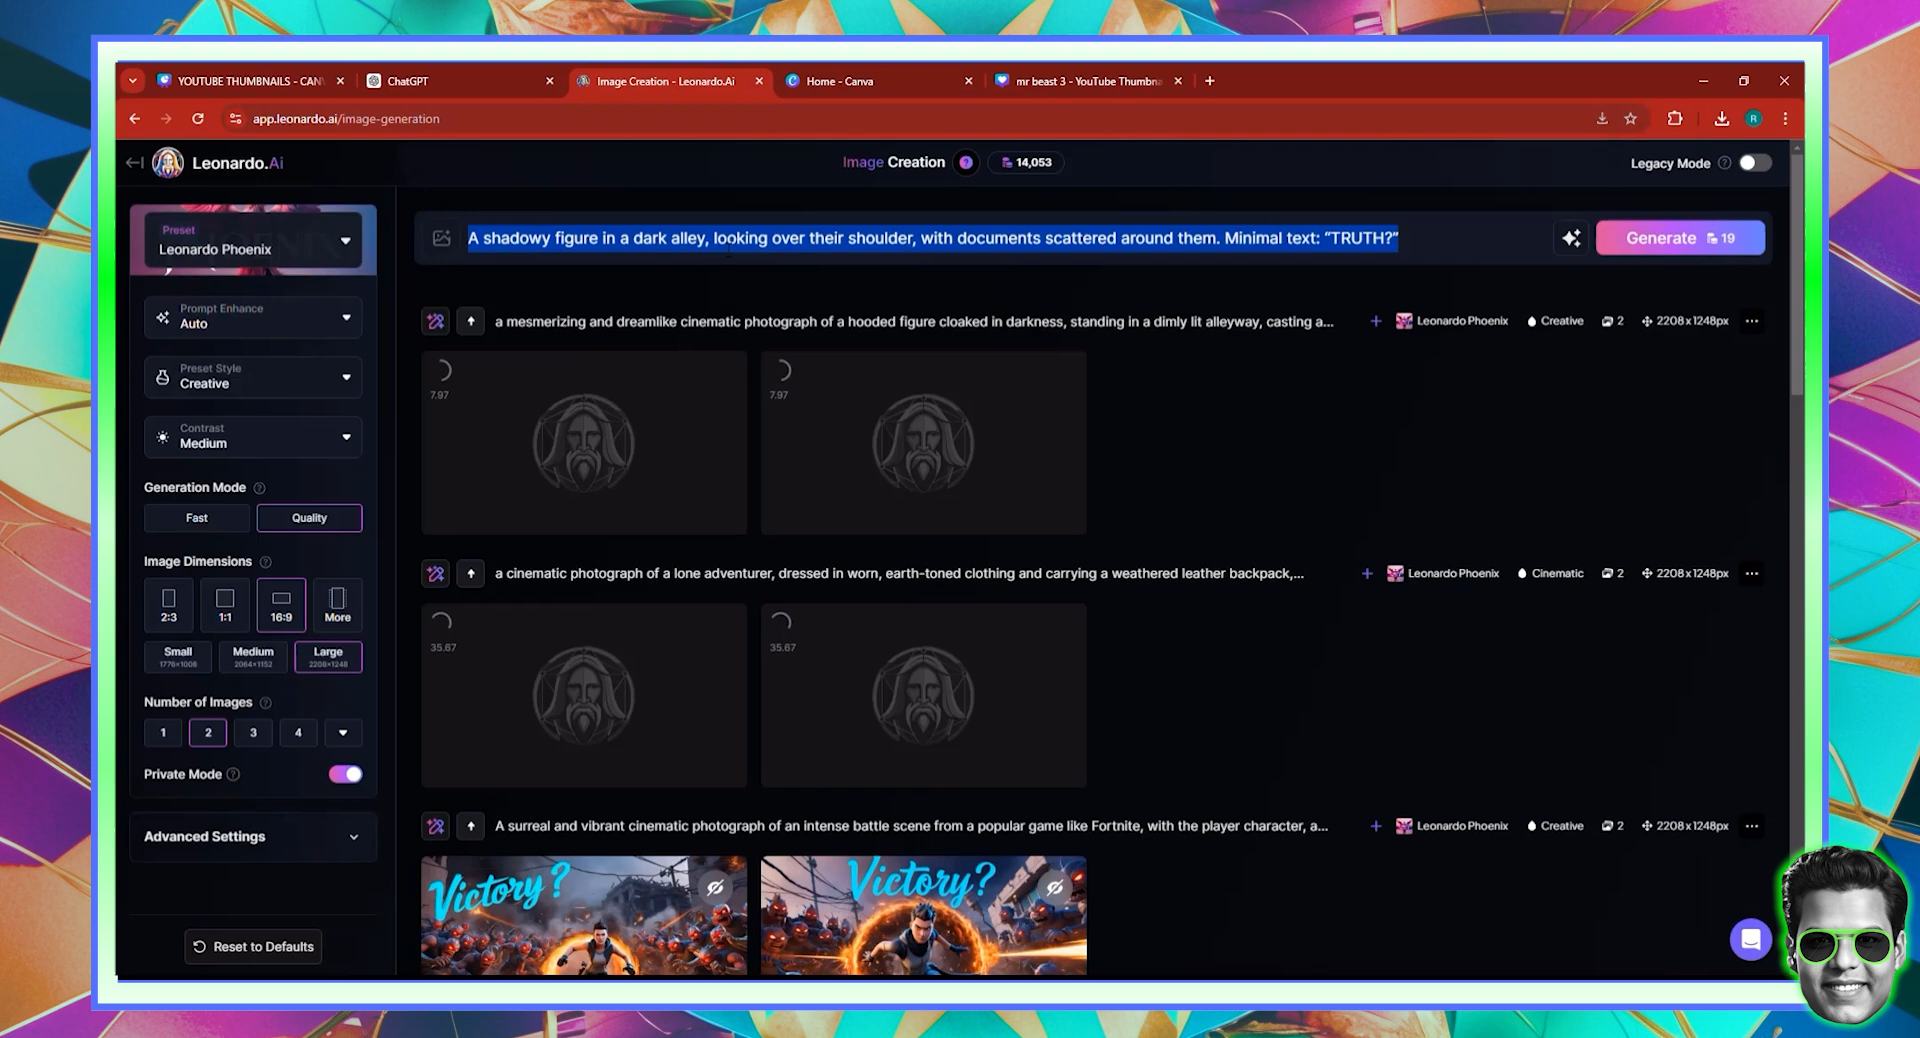 YOUTUBE THUMBNAILS - CAN
ChatGPT
Image Creation - Leonardo.Ai
Home - Canva
mr beast 3 - YouTube Thumbna
app.leonardo.ai/image-generation
R
Leonardo.Ai
Image Creation
14,053
Legacy Mode
Preset
Leonardo Phoenix
A shadowy figure in a dark alley, looking over their shoulder, with documents scattered around them. Minimal text: “TRUTH?”
Generate 19
Prompt Enhance
Auto
Preset Style
Creative
Contrast
Medium
Generation Mode
Fast
Quality
Image Dimensions
2:3
1:1
16:9
More
Small
1776×1008
Medium
2064×1152
Large
2208×1248
Number of Images
1
2
3
4
Private Mode
Advanced Settings
Reset to Defaults
a mesmerizing and dreamlike cinematic photograph of a hooded figure cloaked in darkness, standing in a dimly lit alleyway, casting a...
Leonardo Phoenix
Creative
2
2208x1248px
7.97
7.97
a cinematic photograph of a lone adventurer, dressed in worn, earth-toned clothing and carrying a weathered leather backpack,...
Leonardo Phoenix
Cinematic
2
2208x1248px
35.67
35.67
A surreal and vibrant cinematic photograph of an intense battle scene from a popular game like Fortnite, with the player character, a...
Leonardo Phoenix
Creative
2
2208x1248px
Victory?
Victory?